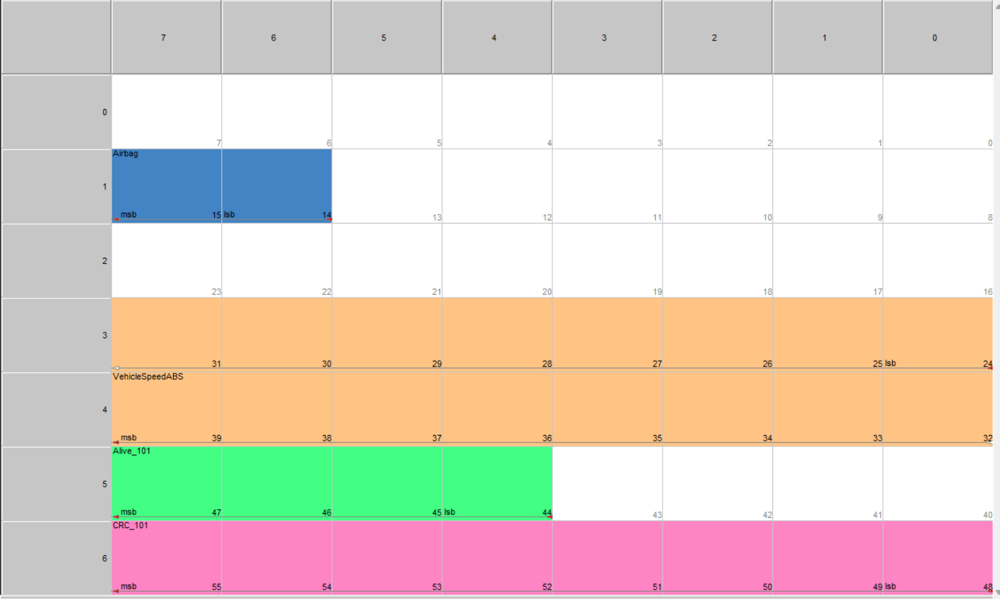 7 6 5 4 3 2 1 0
0
7 6 5 4 3 2 1 0
Airbag
1
msb 15 lsb 14 13 12 11 10 9 8
2
23 22 21 20 19 18 17 16
3
31 30 29 28 27 26 25 lsb 24
VehicleSpeedABS
4
msb 39 38 37 36 35 34 33 32
Alive_101
5
msb 47 46 45 lsb 44 43 42 41 40
CRC_101
6
msb 55 54 53 52 51 50 49 lsb 48